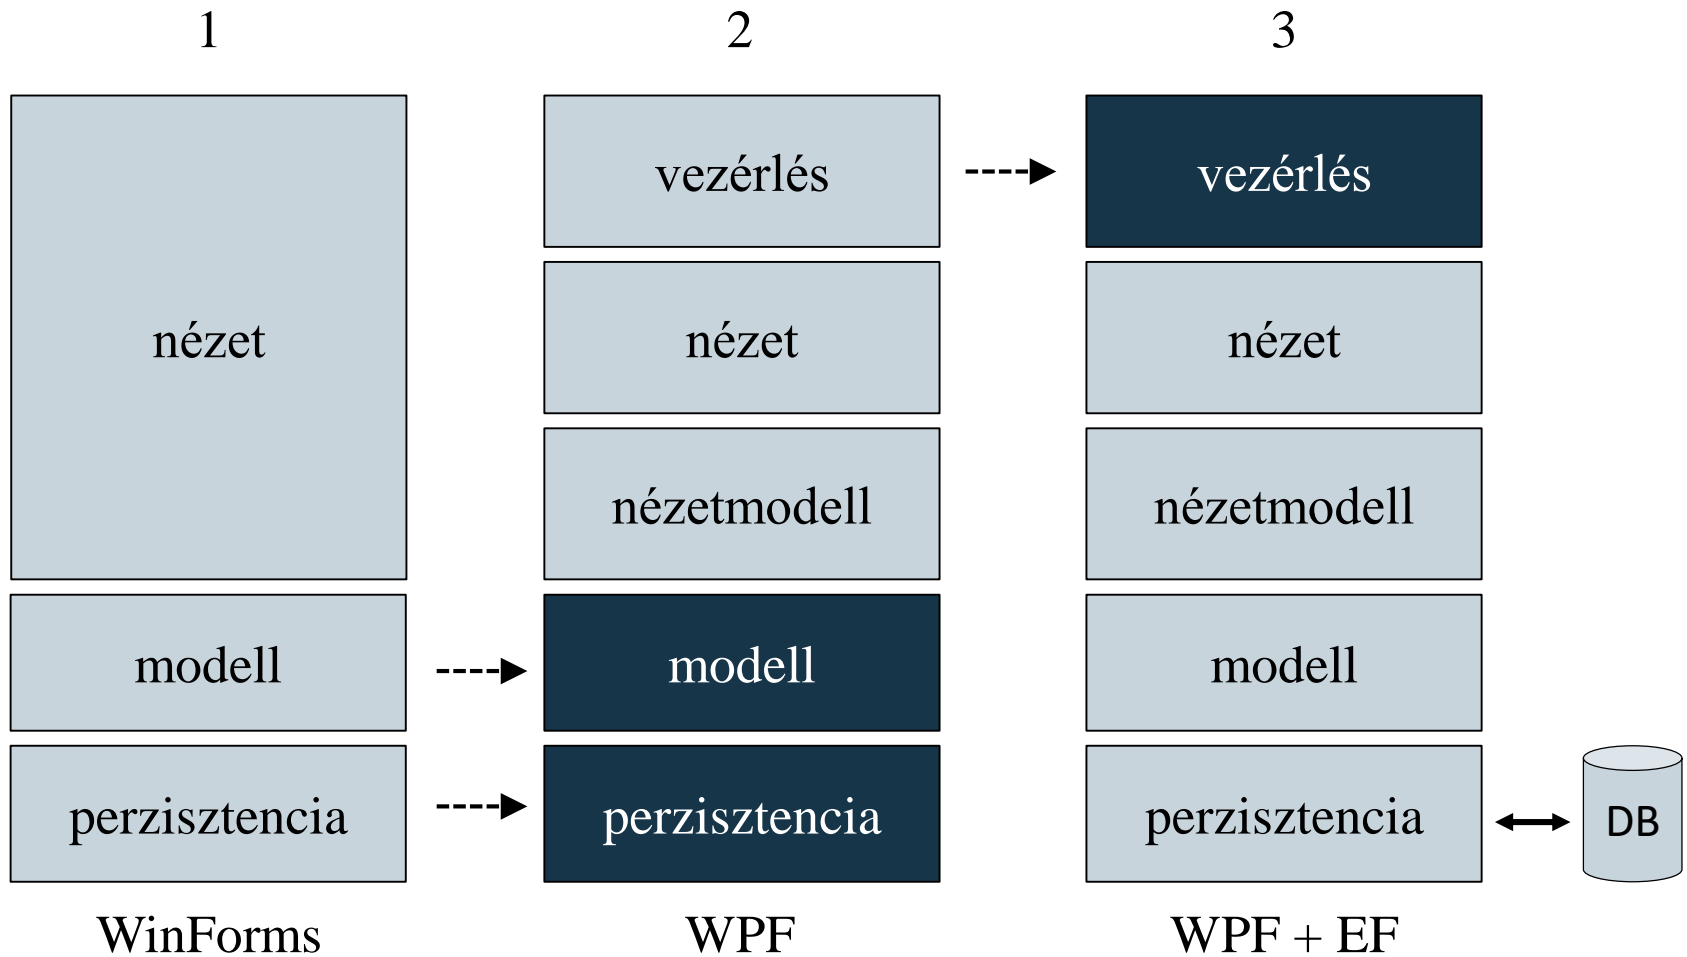 1
2
3
nézet
modell
perzisztencia
WinForms
vezérlés
nézet
nézetmodell
modell
perzisztencia
WPF
vezérlés
nézet
nézetmodell
modell
perzisztencia
DB
WPF + EF